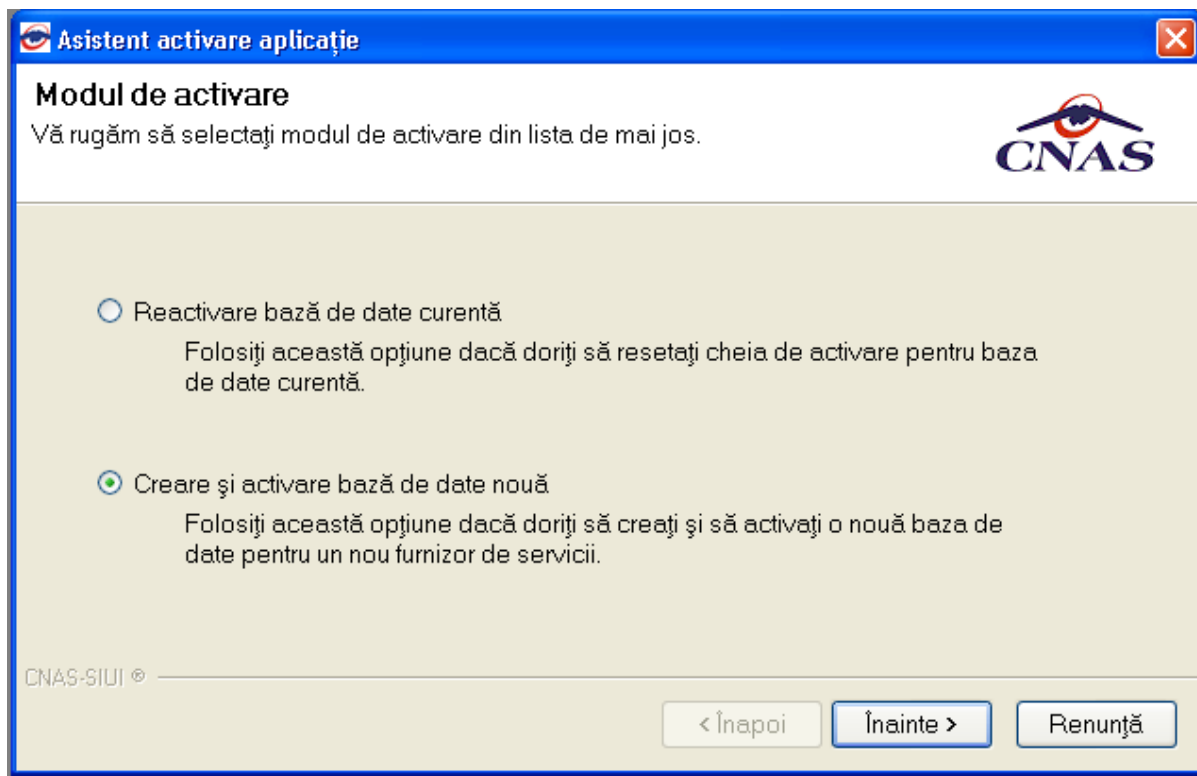 Asistent activare aplicație
Modul de activare
Vă rugăm să selectaţi modul de activare din lista de mai jos.
CNAS
Reactivare bază de date curentă
Folosiţi această opţiune dacă doriţi să resetaţi cheia de activare pentru baza
de date curentă.
Creare şi activare bază de date nouă
Folosiţi această opţiune dacă doriţi să creaţi şi să activaţi o nouă baza de
date pentru un nou furnizor de servicii.
CNAS-SIUI ®
< Înapoi
Înainte >
Renunţă